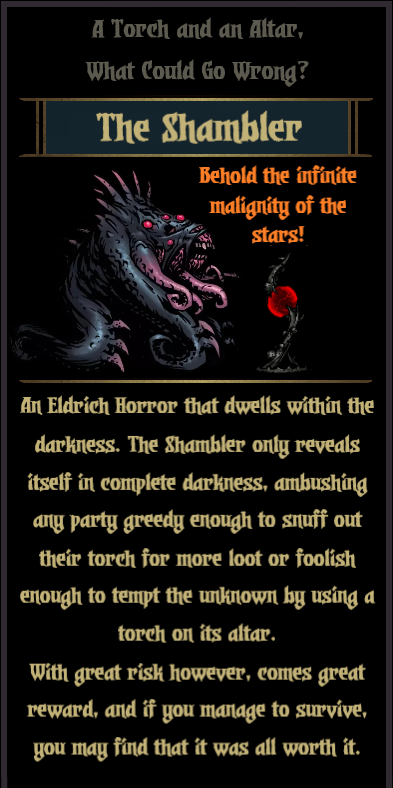 A Torch and an Altar,
What Could Go Wrong?
The Shambler
Behold the infinite
malignity of the
stars!
An Eldrich Horror that dwells within the
darkness. The Shambler only reveals
itself in complete darkness, ambushing
any party greedy enough to snuff out
their torch for more loot or foolish
enough to tempt the unknown by using a
torch on its altar.
With great risk however, comes great
reward, and if you manage to survive,
you may find that it was all worth it.